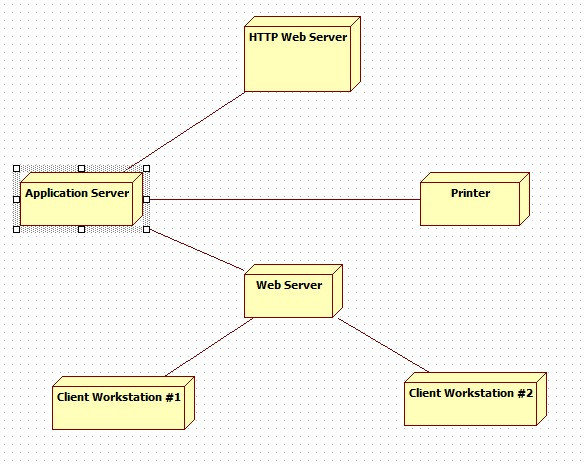 HTTP Web Server
Application Server
Printer
Web Server
Client Workstation #1
Client Workstation #2